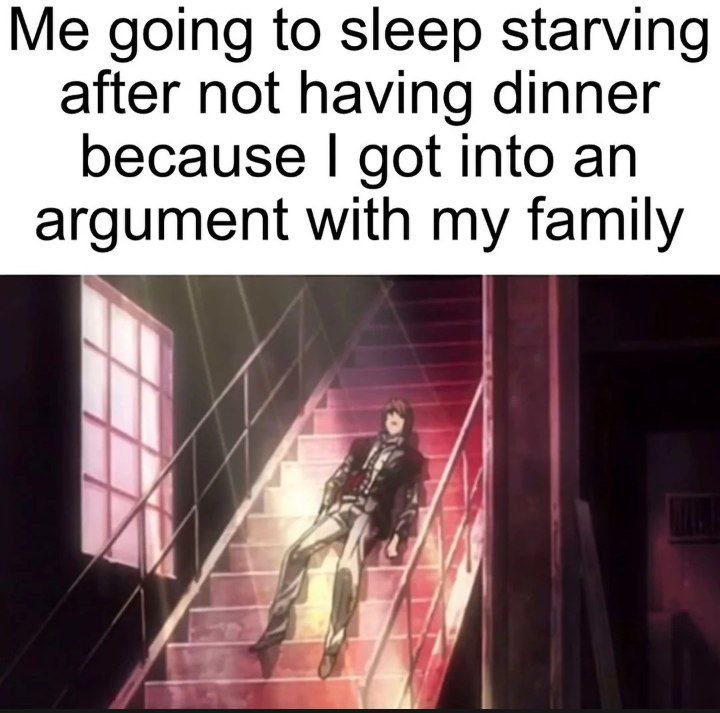 Me going to sleep starving
after not having dinner
because I got into an
argument with my family